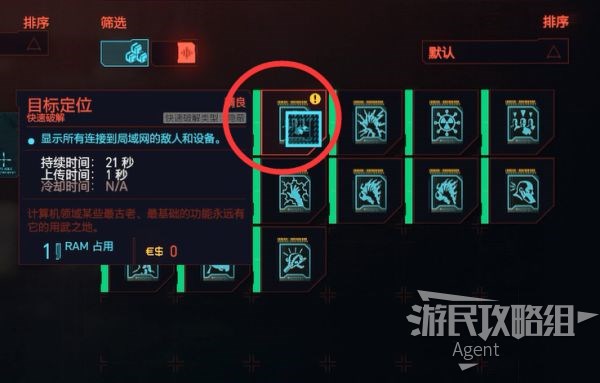 排序
筛选
排序
默认
目标定位
精良
快速破解
快速破解类型：隐蔽
显示所有连接到局域网的敌人和设备。
持续时间： 21 秒
上传时间： 1 秒
冷却时间： N/A
计算机领域某些最古老、最基础的功能永远有
它的用武之地。
1 RAM 占用
€$ 0
游民攻略组
Agent